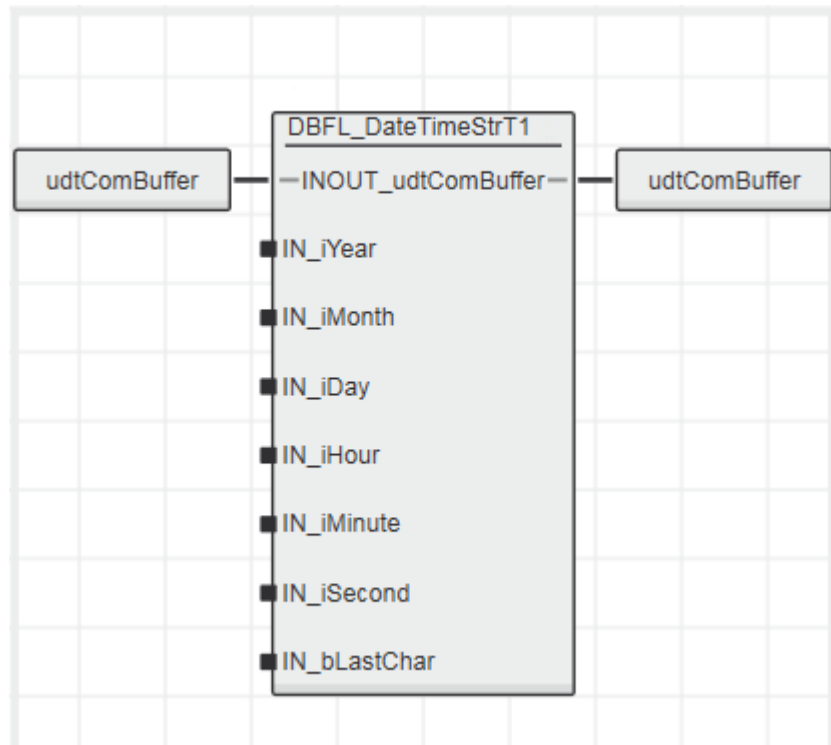 DBFL_DateTimeStrT1
udtComBuffer INOUT_udtComBuffer udtComBuffer
IN_iYear
IN_iMonth
IN_iDay
IN_iHour
IN_iMinute
IN_iSecond
IN_bLastChar